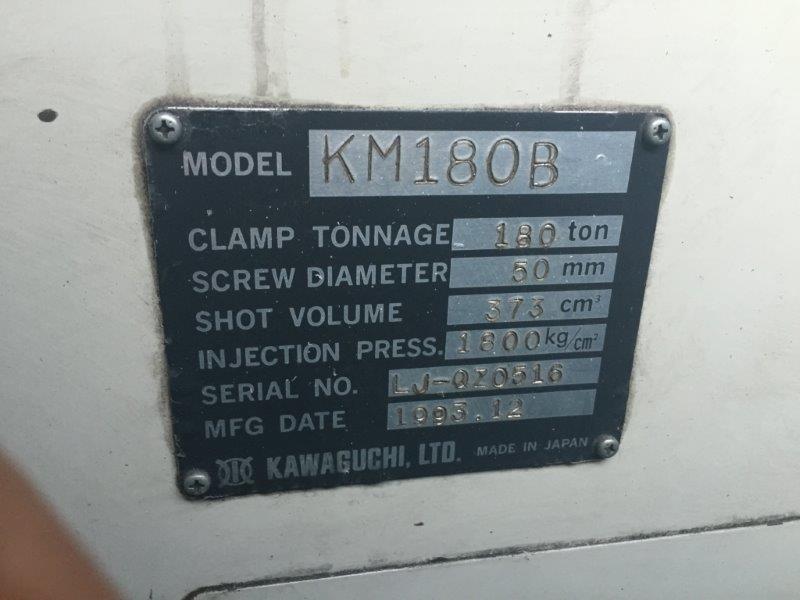 MODEL KM180B
CLAMP TONNAGE 180 ton
SCREW DIAMETER 50 mm
SHOT VOLUME 373 cm³
INJECTION PRESS. 1800 kg/cm²
SERIAL NO. LJ-QZ0516
MFG DATE 1993.12
KAWAGUCHI, LTD. MADE IN JAPAN